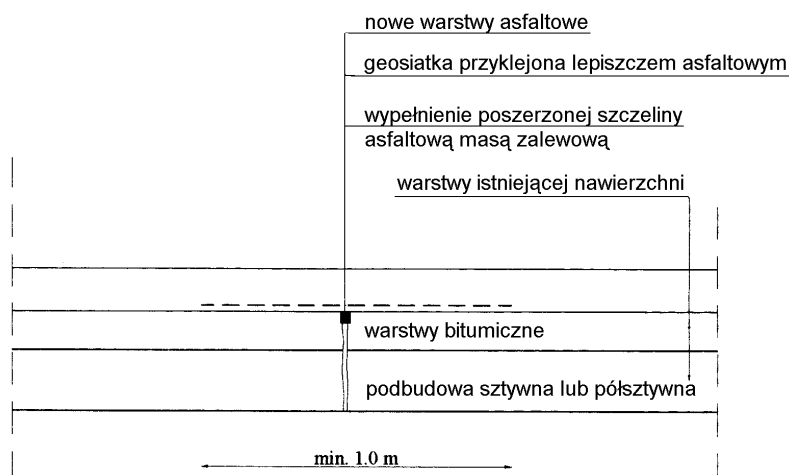 nowe warstwy asfaltowe
geosiatka przyklejona lepiszczem asfaltowym
wypełnienie poszerzonej szczeliny
asfaltową masą zalewową
warstwy istniejącej nawierzchni
warstwy bitumiczne
podbudowa sztywna lub półsztywna
min. 1.0 m